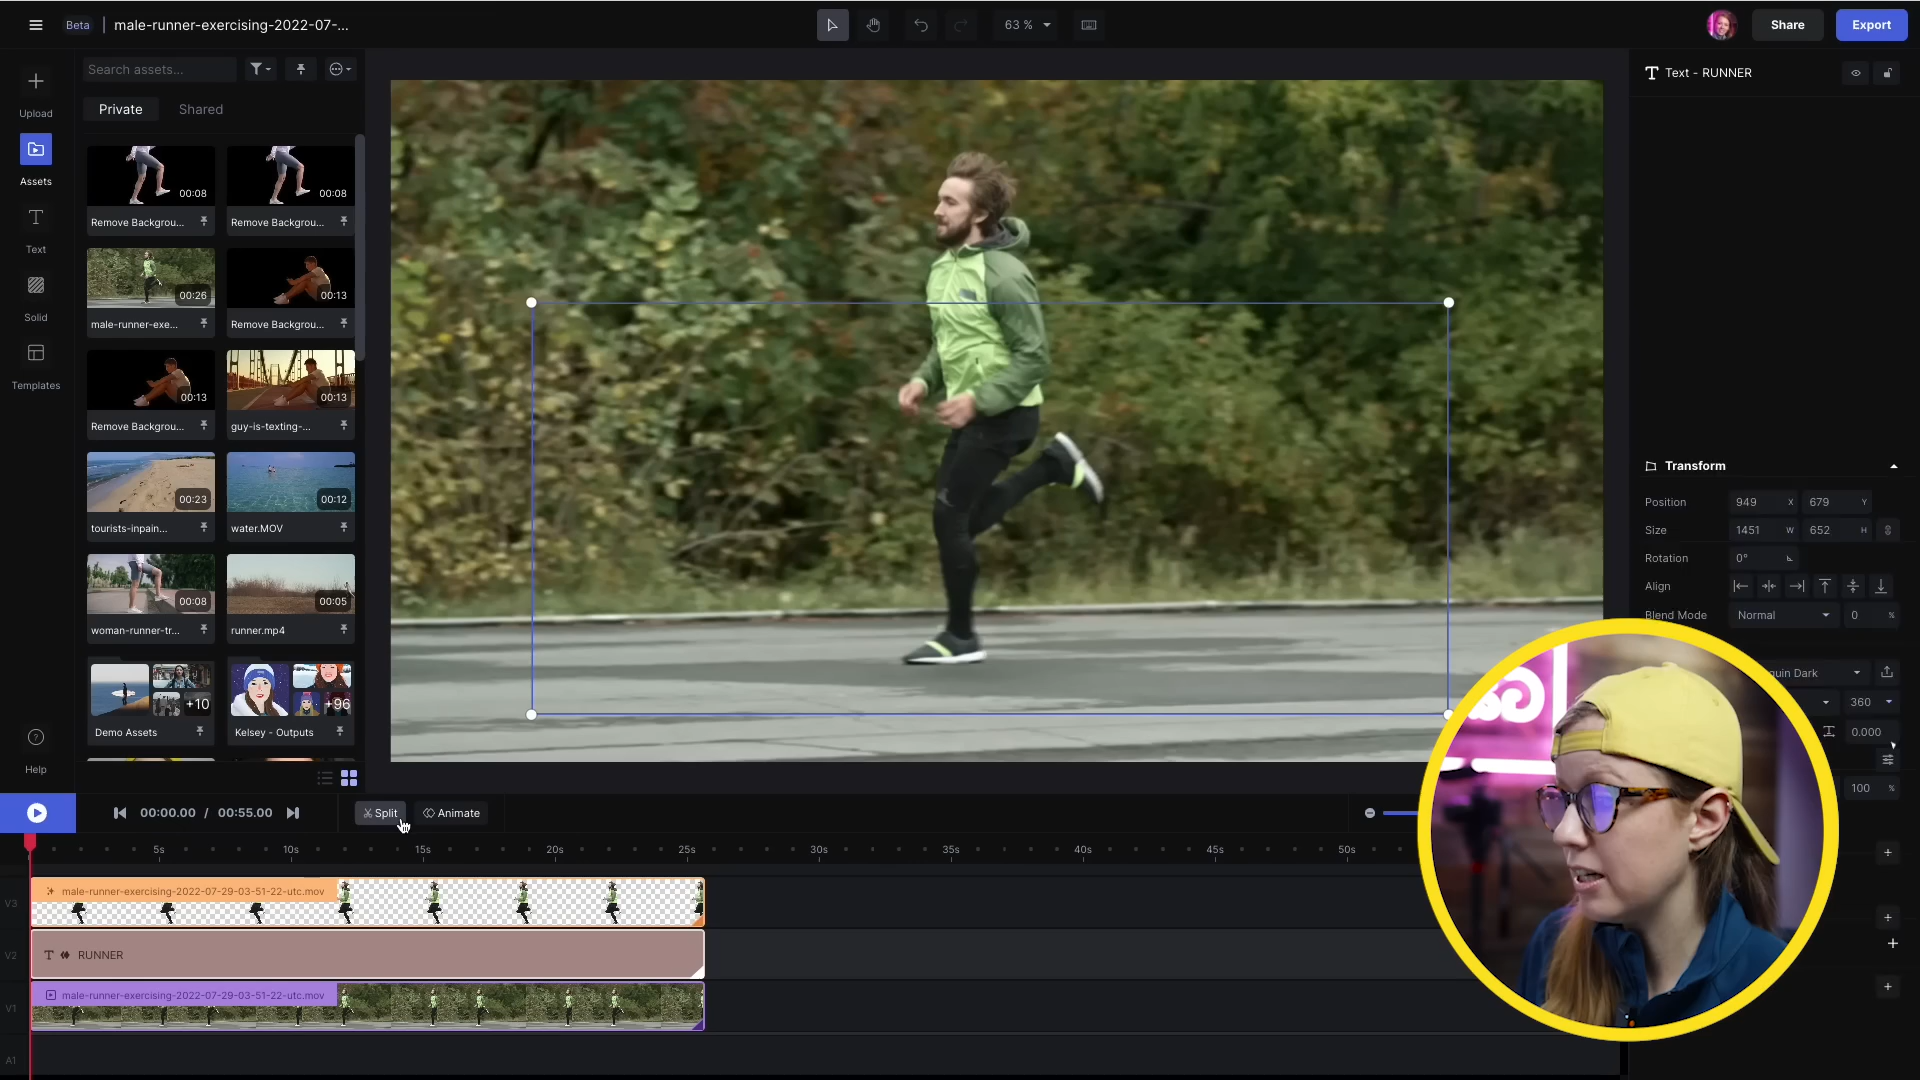 Beta
male-runner-exercising-2022-07-...
63 %
Share
Export
Upload
Assets
Text
Solid
Templates
Help
Search assets...
Private
Shared
00:08
00:08
Remove Backgrou...
Remove Backgrou...
00:26
00:13
male-runner-exe...
Remove Backgrou...
00:13
00:13
Remove Backgrou...
guy-is-texting-...
00:23
00:12
tourists-inpain...
water.MOV
00:08
00:05
woman-runner-tr...
runner.mp4
+10
+96
Demo Assets
Kelsey - Outputs
Text - RUNNER
Transform
Position 949 X 679 Y
Size 1451 W 652 H
Rotation 0°
Align
Blend Mode Normal 0 %
Dark
360
0.000
100 %
00:00.00 / 00:55.00
Split
Animate
5s 10s 15s 20s 25s 30s 35s 40s 45s 50s
V3
male-runner-exercising-2022-07-29-03-51-22-utc.mov
V2
RUNNER
V1
male-runner-exercising-2022-07-29-03-51-22-utc.mov
A1